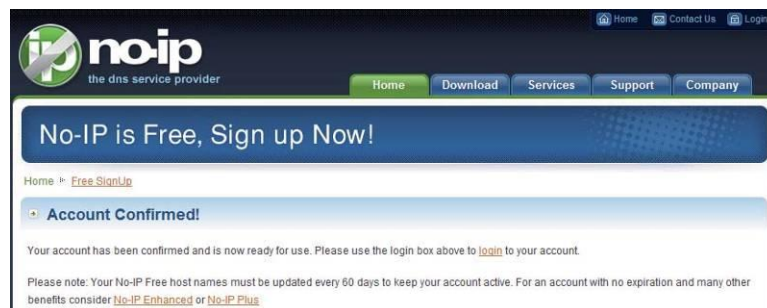 Home Contact Us Login
no-ip
the dns service provider
Home Download Services Support Company
No-IP is Free, Sign up Now!
Home Free SignUp
Account Confirmed!
Your account has been confirmed and is now ready for use. Please use the login box above to login to your account.
Please note: Your No-IP Free host names must be updated every 60 days to keep your account active. For an account with no expiration and many other
benefits consider No-IP Enhanced or No-IP Plus